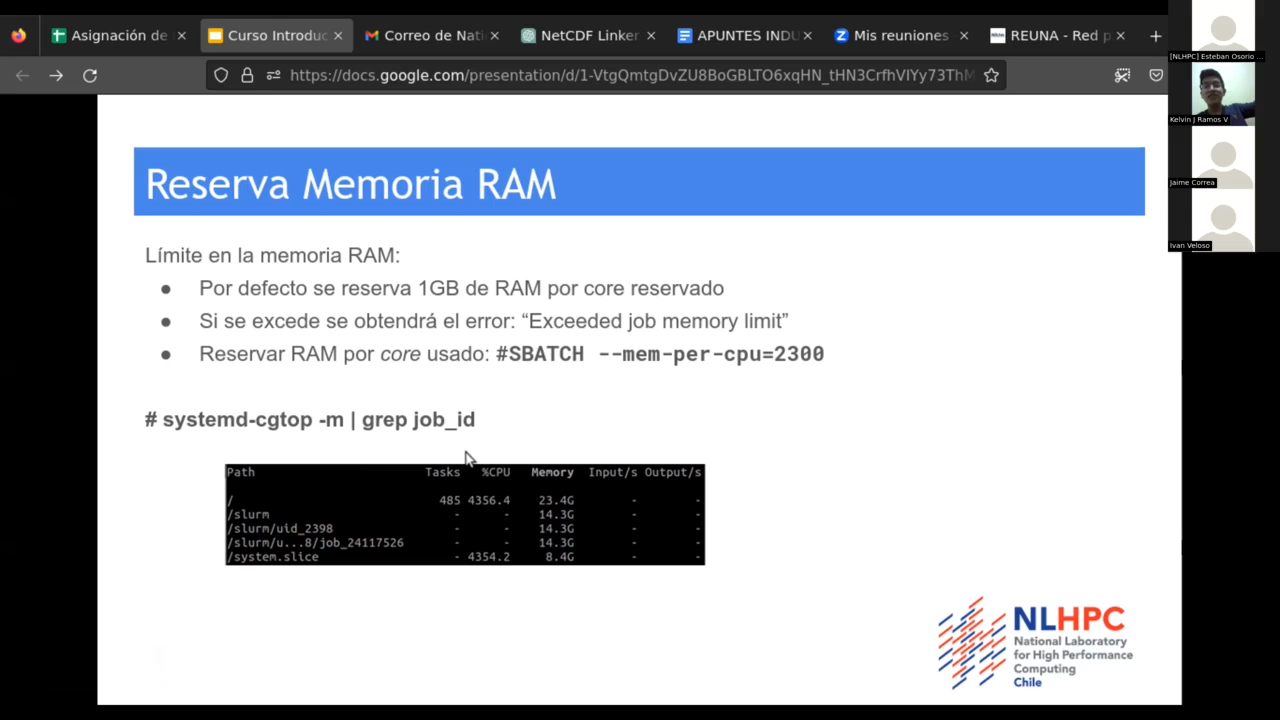 Asignación de
Curso Introduc
Correo de Nati
NetCDF Linker
APUNTES INDU
Mis reuniones
REUNA - Red p
https://docs.google.com/presentation/d/1-VtgQmtgDvZU8BoGBLTO6xqHN_tHN3CrfhVIYy73ThM
[NLHPC] Esteban Osorio ...
Kelvin J Ramos V
Jaime Correa
Ivan Veloso
Reserva Memoria RAM
Límite en la memoria RAM:
● Por defecto se reserva 1GB de RAM por core reservado
● Si se excede se obtendrá el error: “Exceeded job memory limit”
● Reservar RAM por core usado: #SBATCH --mem-per-cpu=2300
# systemd-cgtop -m | grep job_id
Path Tasks %CPU Memory Input/s Output/s
/ 485 4356.4 23.4G - -
/slurm - - 14.3G - -
/slurm/uid_2398 - - 14.3G - -
/slurm/u...8/job_24117526 - - 14.3G - -
/system.slice - 4354.2 8.4G - -
NLHPC
National Laboratory
for High Performance
Computing
Chile